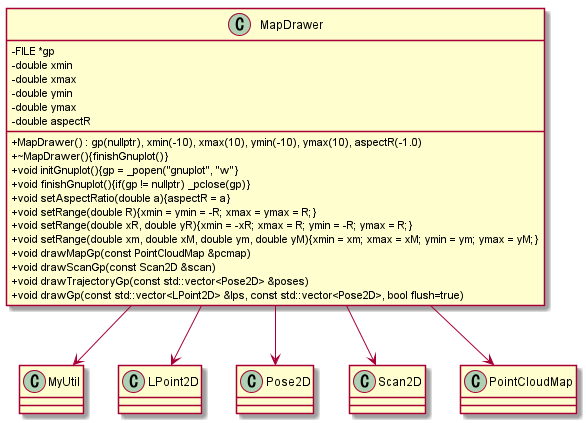 C MapDrawer
-FILE *gp
-double xmin
-double xmax
-double ymin
-double ymax
-double aspectR
+MapDrawer() : gp(nullptr), xmin(-10), xmax(10), ymin(-10), ymax(10), aspectR(-1.0)
+~MapDrawer(){finishGnuplot()}
+void initGnuplot(){gp = _popen("gnuplot", "w"}
+void finishGnuplot(){if(gp != nullptr) _pclose(gp)}
+void setAspectRatio(double a){aspectR = a}
+void setRange(double R){xmin = ymin = -R; xmax = ymax = R;}
+void setRange(double xR, double yR){xmin = -xR; xmax = R; ymin = -R; ymax = R;}
+void setRange(double xm, double xM, double ym, double yM){xmin = xm; xmax = xM; ymin = ym; ymax = yM;}
+void drawMapGp(const PointCloudMap &pcmap)
+void drawScanGp(const Scan2D &scan)
+void drawTrajectoryGp(const std::vector<Pose2D> &poses)
+void drawGp(const std::vector<LPoint2D> &lps, const std::vector<Pose2D>, bool flush=true)
C MyUtil
C LPoint2D
C Pose2D
C Scan2D
C PointCloudMap